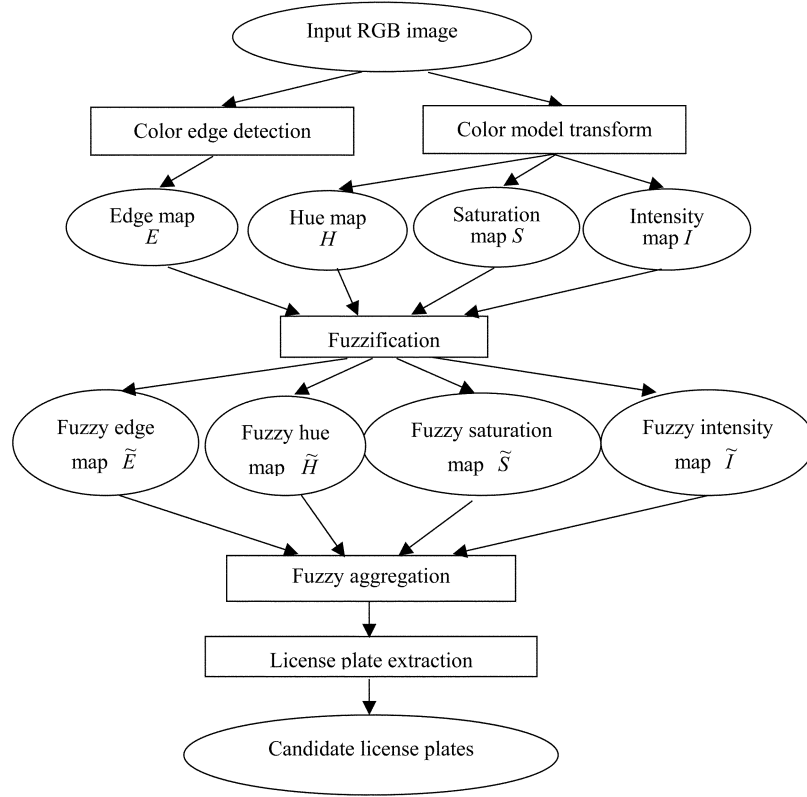 Input RGB image
Color edge detection
Color model transform
Edge map
E
Hue map
H
Saturation
map S
Intensity
map I
Fuzzification
Fuzzy edge
map Ẽ
Fuzzy hue
map H̃
Fuzzy saturation
map S̃
Fuzzy intensity
map Ĩ
Fuzzy aggregation
License plate extraction
Candidate license plates